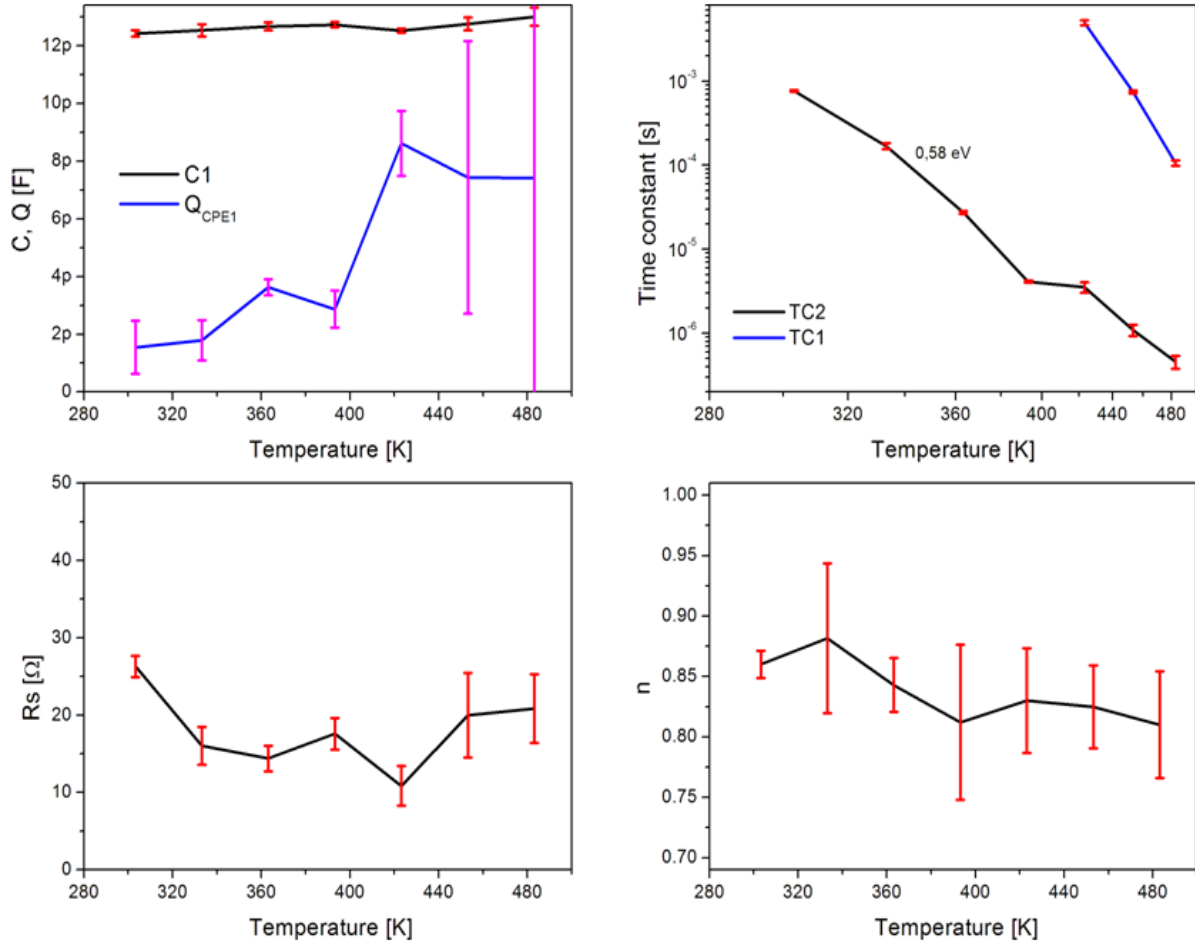 12p
10p
8p
6p
4p
2p
0
C, Q [F]
C1
Q_CPE1
280 320 360 400 440 480
Temperature [K]
10^-3
10^-4
10^-5
10^-6
Time constant [s]
0,58 eV
TC2
TC1
280 320 360 400 440 480
Temperature [K]
50
40
30
20
10
0
Rs [Ω]
280 320 360 400 440 480
Temperature [K]
1.00
0.95
0.90
0.85
0.80
0.75
0.70
n
280 320 360 400 440 480
Temperature [K]